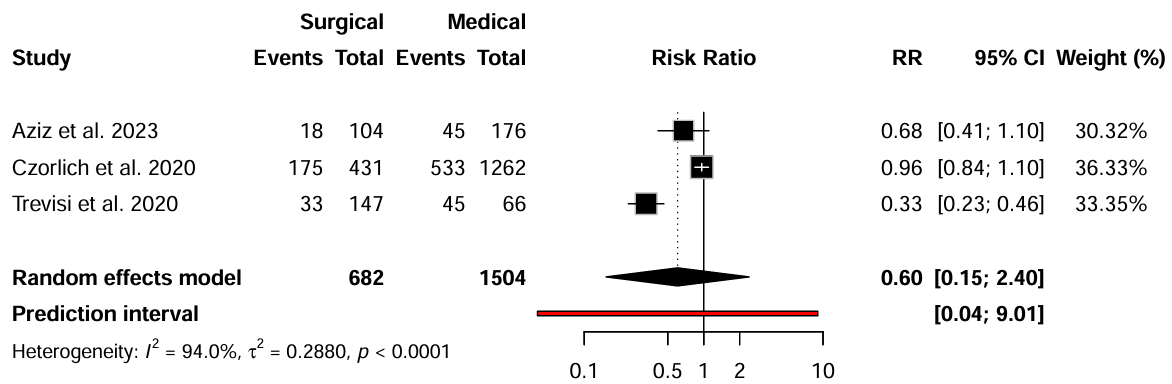 Surgical Medical
Study Events Total Events Total Risk Ratio RR 95% CI Weight (%)
Aziz et al. 2023 18 104 45 176 0.68 [0.41; 1.10] 30.32%
Czorlich et al. 2020 175 431 533 1262 0.96 [0.84; 1.10] 36.33%
Trevisi et al. 2020 33 147 45 66 0.33 [0.23; 0.46] 33.35%
Random effects model 682 1504 0.60 [0.15; 2.40]
Prediction interval [0.04; 9.01]
Heterogeneity: I² = 94.0%, τ² = 0.2880, p < 0.0001
0.1 0.5 1 2 10